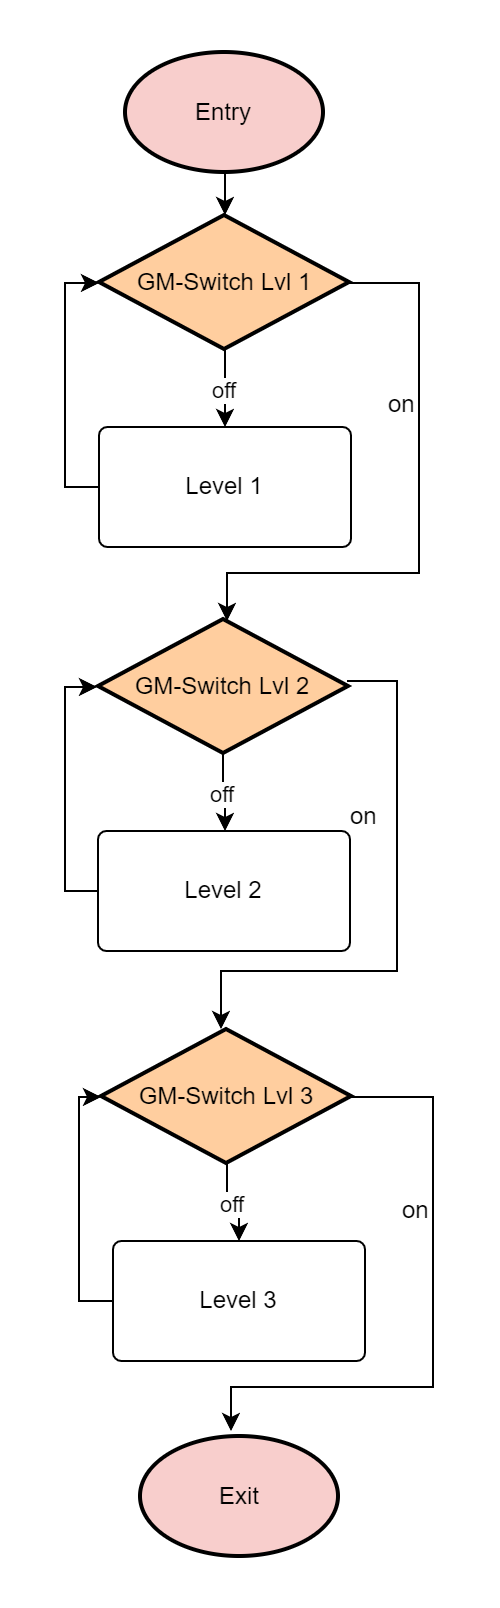 Entry
GM-Switch Lvl 1
off
on
Level 1
GM-Switch Lvl 2
off
on
Level 2
GM-Switch Lvl 3
off
on
Level 3
Exit